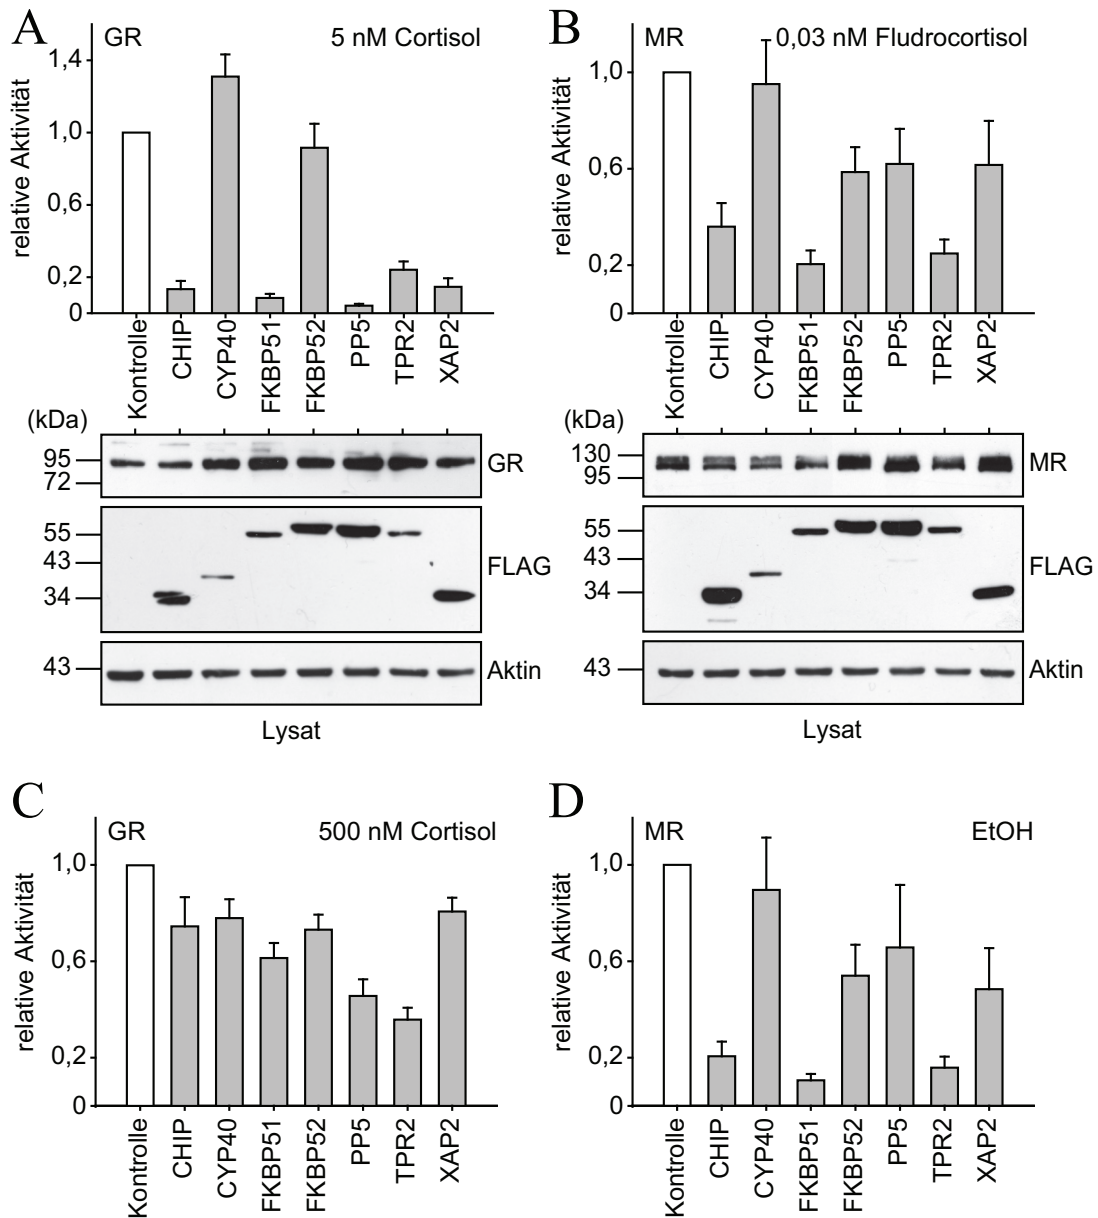 A
GR
5 nM Cortisol
relative Aktivität
1,4
1,0
0,6
0,2
0
Kontrolle
CHIP
CYP40
FKBP51
FKBP52
PP5
TPR2
XAP2
(kDa)
95
72
GR
55
43
34
FLAG
43
Aktin
Lysat
B
MR
0,03 nM Fludrocortisol
relative Aktivität
1,0
0,6
0,2
0
Kontrolle
CHIP
CYP40
FKBP51
FKBP52
PP5
TPR2
XAP2
(kDa)
130
95
MR
55
43
34
FLAG
43
Aktin
Lysat
C
GR
500 nM Cortisol
relative Aktivität
1,0
0,6
0,2
0
Kontrolle
CHIP
CYP40
FKBP51
FKBP52
PP5
TPR2
XAP2
D
MR
EtOH
relative Aktivität
1,0
0,6
0,2
0
Kontrolle
CHIP
CYP40
FKBP51
FKBP52
PP5
TPR2
XAP2